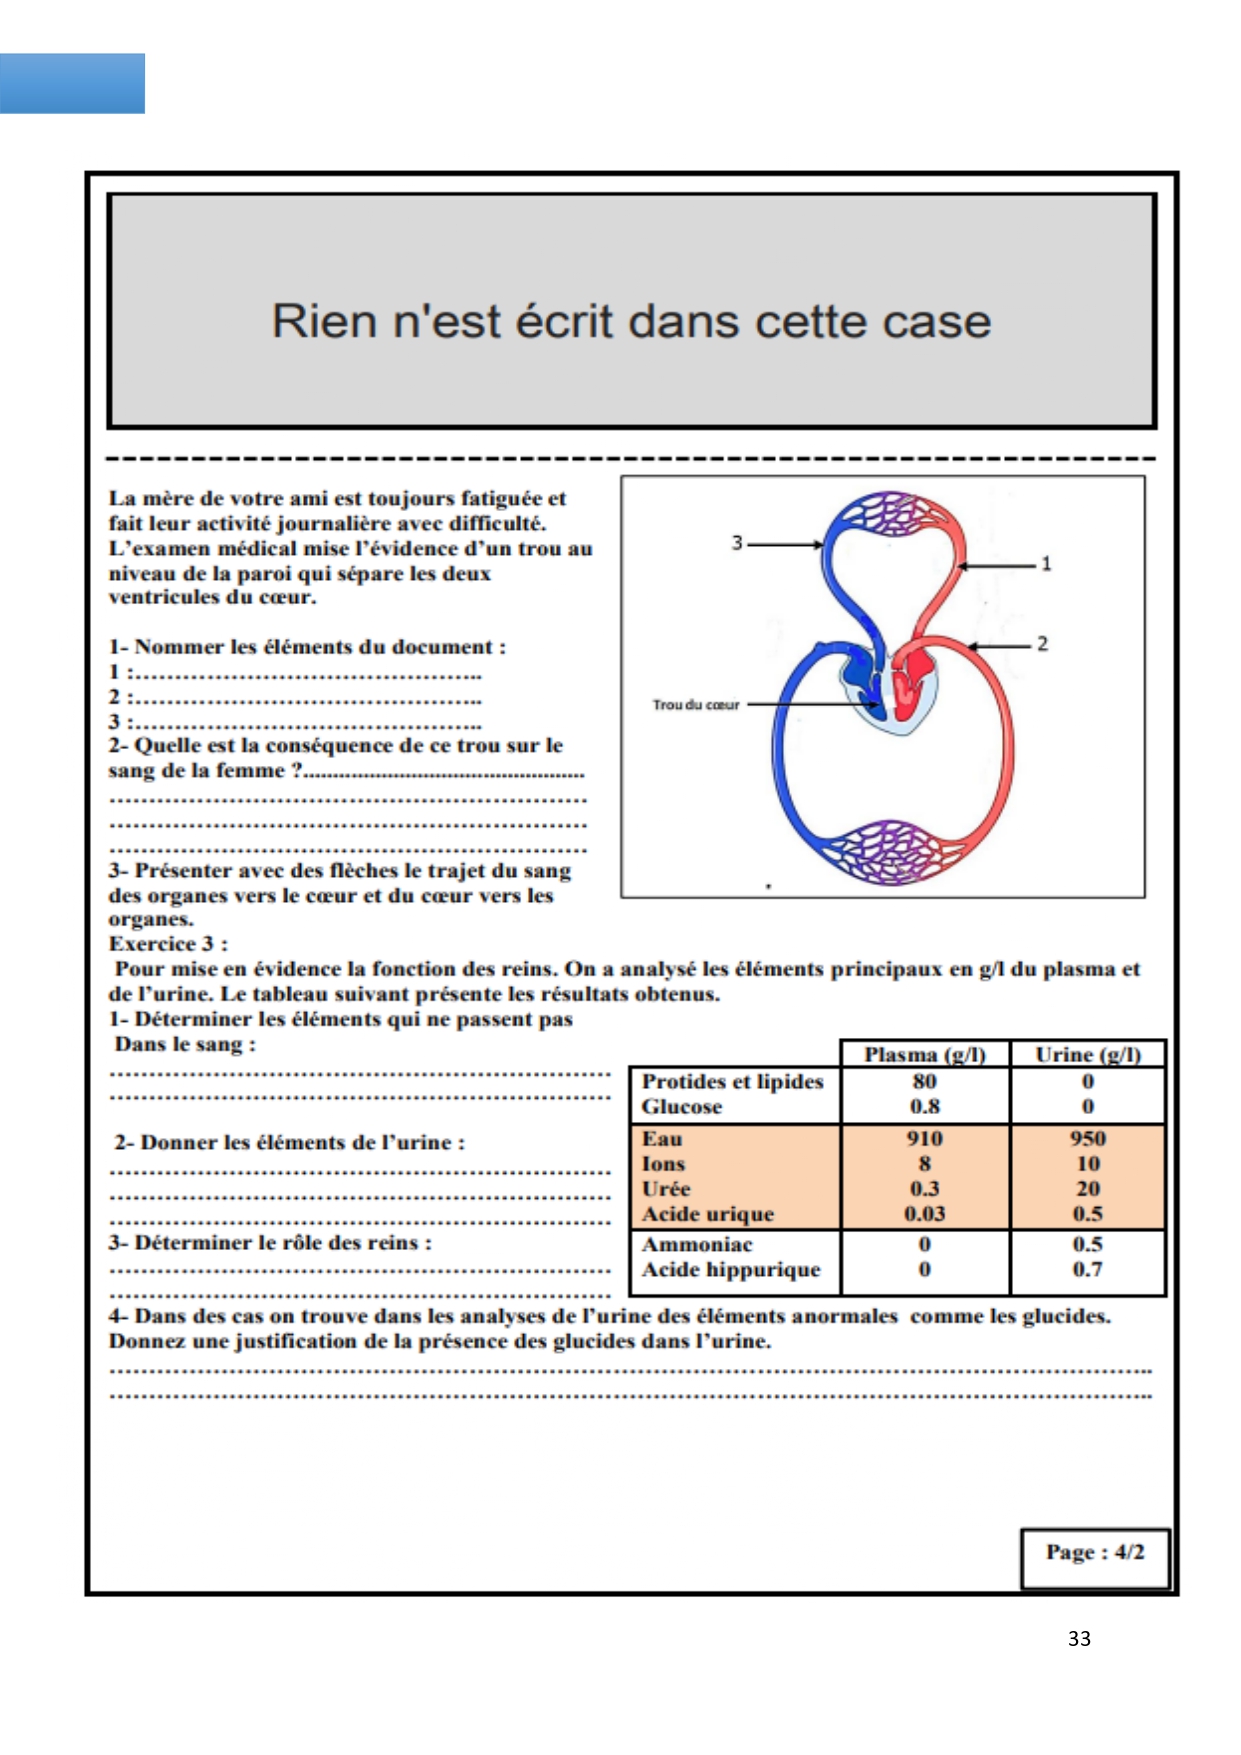 Rien n'est écrit dans cette case
La mère de votre ami est toujours fatiguée et
fait leur activité journalière avec difficulté.
L'examen médical mise l'évidence d'un trou au
niveau de la paroi qui sépare les deux
ventricules du cœur.
1- Nommer les éléments du document :
1 :...............................................
2 :...............................................
3 :...............................................
2- Quelle est la conséquence de ce trou sur le
sang de la femme ?...............................................
...............................................
...............................................
...............................................
3- Présenter avec des flèches le trajet du sang
des organes vers le cœur et du cœur vers les
organes.
3
1
2
Trou du cœur
Exercice 3 :
Pour mise en évidence la fonction des reins. On a analysé les éléments principaux en g/l du plasma et
de l'urine. Le tableau suivant présente les résultats obtenus.
1- Déterminer les éléments qui ne passent pas
Dans le sang :
...............................................
...............................................
2- Donner les éléments de l'urine :
...............................................
...............................................
...............................................
3- Déterminer le rôle des reins :
...............................................
...............................................
Plasma (g/l) Urine (g/l)
Protides et lipides 80 0
Glucose 0.8 0
Eau 910 950
Ions 8 10
Urée 0.3 20
Acide urique 0.03 0.5
Ammoniac 0 0.5
Acide hippurique 0 0.7
4- Dans des cas on trouve dans les analyses de l'urine des éléments anormales comme les glucides.
Donnez une justification de la présence des glucides dans l'urine.
...............................................
...............................................
Page : 4/2
33